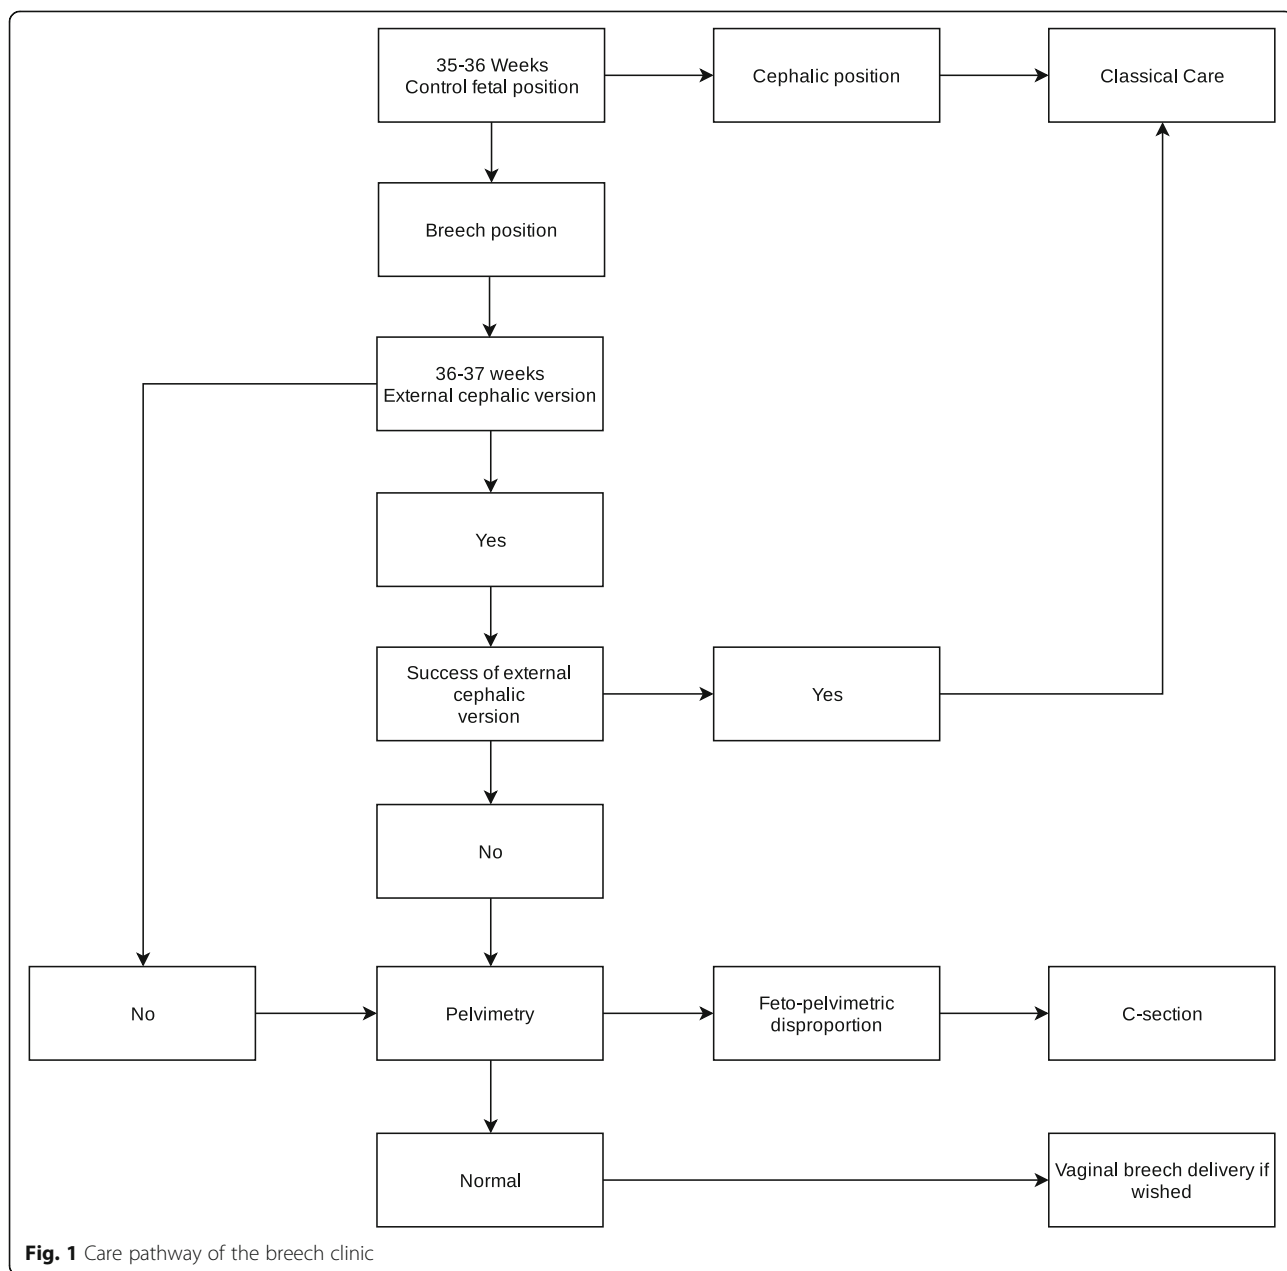 35-36 Weeks
Control fetal position
Cephalic position
Classical Care
Breech position
36-37 weeks
External cephalic version
Yes
Success of external
cephalic
version
Yes
No
No
Pelvimetry
Feto-pelvimetric
disproportion
C-section
Normal
Vaginal breech delivery if
wished
Fig. 1 Care pathway of the breech clinic